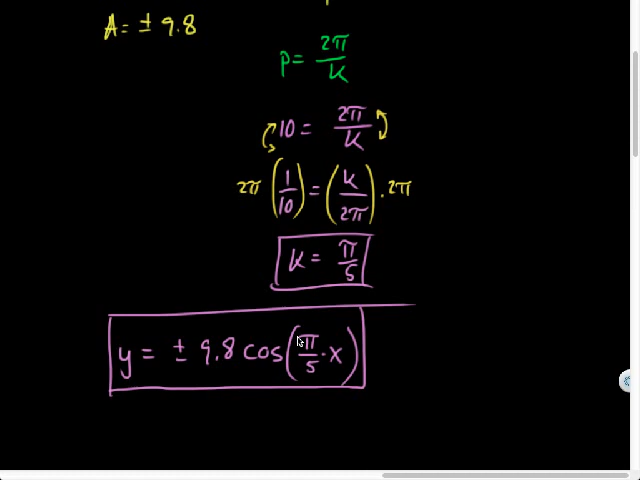 A = ± 9.8
p = 2π/k
10 = 2π/k
2π (1/10) = (k/2π) · 2π
k = π/5
y = ± 9.8 cos(π/5 · x)